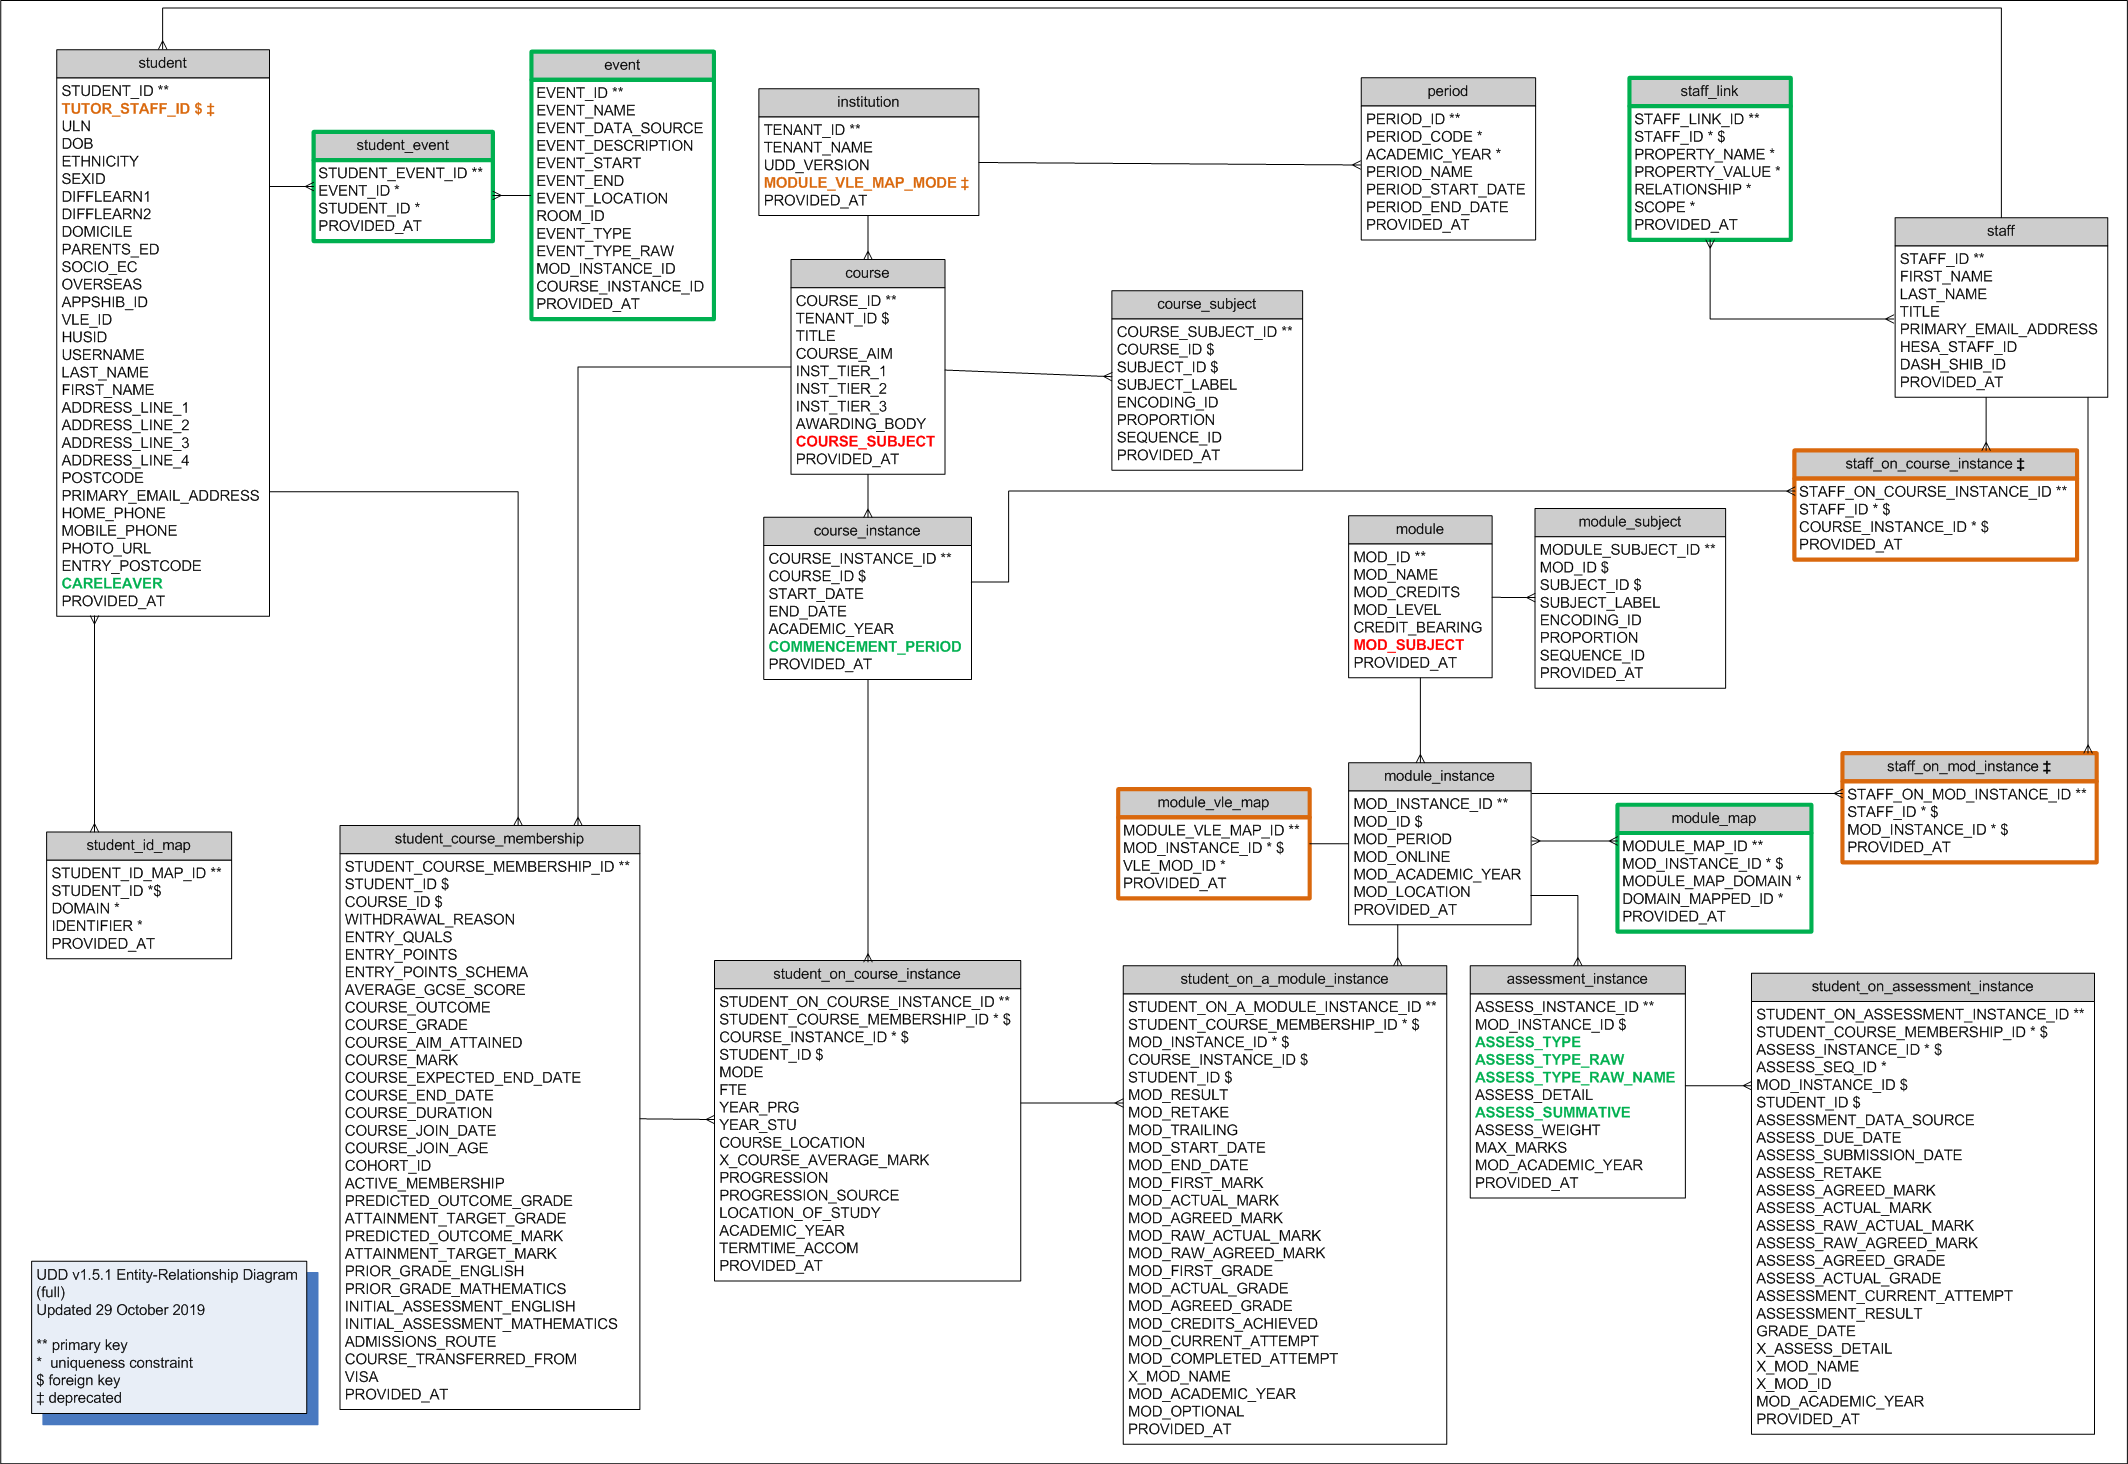 student
STUDENT_ID **
TUTOR_STAFF_ID $ ‡
ULN
DOB
ETHNICITY
SEXID
DIFFLEARN1
DIFFLEARN2
DOMICILE
PARENTS_ED
SOCIO_EC
OVERSEAS
APPSHIB_ID
VLE_ID
HUSID
USERNAME
LAST_NAME
FIRST_NAME
ADDRESS_LINE_1
ADDRESS_LINE_2
ADDRESS_LINE_3
ADDRESS_LINE_4
POSTCODE
PRIMARY_EMAIL_ADDRESS
HOME_PHONE
MOBILE_PHONE
PHOTO_URL
ENTRY_POSTCODE
CARELEAVER
PROVIDED_AT
student_event
STUDENT_EVENT_ID **
EVENT_ID *
STUDENT_ID *
PROVIDED_AT
event
EVENT_ID **
EVENT_NAME
EVENT_DATA_SOURCE
EVENT_DESCRIPTION
EVENT_START
EVENT_END
EVENT_LOCATION
ROOM_ID
EVENT_TYPE
EVENT_TYPE_RAW
MOD_INSTANCE_ID
COURSE_INSTANCE_ID
PROVIDED_AT
institution
TENANT_ID **
TENANT_NAME
UDD_VERSION
MODULE_VLE_MAP_MODE ‡
PROVIDED_AT
period
PERIOD_ID **
PERIOD_CODE *
ACADEMIC_YEAR *
PERIOD_NAME
PERIOD_START_DATE
PERIOD_END_DATE
PROVIDED_AT
staff_link
STAFF_LINK_ID **
STAFF_ID * $
PROPERTY_NAME *
PROPERTY_VALUE *
RELATIONSHIP *
SCOPE *
PROVIDED_AT
staff
STAFF_ID **
FIRST_NAME
LAST_NAME
TITLE
PRIMARY_EMAIL_ADDRESS
HESA_STAFF_ID
DASH_SHIB_ID
PROVIDED_AT
course
COURSE_ID **
TENANT_ID $
TITLE
COURSE_AIM
INST_TIER_1
INST_TIER_2
INST_TIER_3
AWARDING_BODY
COURSE_SUBJECT
PROVIDED_AT
course_subject
COURSE_SUBJECT_ID **
COURSE_ID $
SUBJECT_ID $
SUBJECT_LABEL
ENCODING_ID
PROPORTION
SEQUENCE_ID
PROVIDED_AT
staff_on_course_instance ‡
STAFF_ON_COURSE_INSTANCE_ID **
STAFF_ID * $
COURSE_INSTANCE_ID * $
PROVIDED_AT
course_instance
COURSE_INSTANCE_ID **
COURSE_ID $
START_DATE
END_DATE
ACADEMIC_YEAR
COMMENCEMENT_PERIOD
PROVIDED_AT
module
MOD_ID **
MOD_NAME
MOD_CREDITS
MOD_LEVEL
CREDIT_BEARING
MOD_SUBJECT
PROVIDED_AT
module_subject
MODULE_SUBJECT_ID **
MOD_ID $
SUBJECT_ID $
SUBJECT_LABEL
ENCODING_ID
PROPORTION
SEQUENCE_ID
PROVIDED_AT
staff_on_mod_instance ‡
STAFF_ON_MOD_INSTANCE_ID **
STAFF_ID * $
MOD_INSTANCE_ID * $
PROVIDED_AT
module_instance
MOD_INSTANCE_ID **
MOD_ID $
MOD_PERIOD
MOD_ONLINE
MOD_ACADEMIC_YEAR
MOD_LOCATION
PROVIDED_AT
module_vle_map
MODULE_VLE_MAP_ID **
MOD_INSTANCE_ID * $
VLE_MOD_ID *
PROVIDED_AT
module_map
MODULE_MAP_ID **
MOD_INSTANCE_ID * $
MODULE_MAP_DOMAIN *
DOMAIN_MAPPED_ID *
PROVIDED_AT
student_id_map
STUDENT_ID_MAP_ID **
STUDENT_ID *$
DOMAIN *
IDENTIFIER *
PROVIDED_AT
student_course_membership
STUDENT_COURSE_MEMBERSHIP_ID **
STUDENT_ID $
COURSE_ID $
WITHDRAWAL_REASON
ENTRY_QUALS
ENTRY_POINTS
ENTRY_POINTS_SCHEMA
AVERAGE_GCSE_SCORE
COURSE_OUTCOME
COURSE_GRADE
COURSE_AIM_ATTAINED
COURSE_MARK
COURSE_EXPECTED_END_DATE
COURSE_END_DATE
COURSE_DURATION
COURSE_JOIN_DATE
COURSE_JOIN_AGE
COHORT_ID
ACTIVE_MEMBERSHIP
PREDICTED_OUTCOME_GRADE
ATTAINMENT_TARGET_GRADE
PREDICTED_OUTCOME_MARK
ATTAINMENT_TARGET_MARK
PRIOR_GRADE_ENGLISH
PRIOR_GRADE_MATHEMATICS
INITIAL_ASSESSMENT_ENGLISH
INITIAL_ASSESSMENT_MATHEMATICS
ADMISSIONS_ROUTE
COURSE_TRANSFERRED_FROM
VISA
PROVIDED_AT
student_on_course_instance
STUDENT_ON_COURSE_INSTANCE_ID **
STUDENT_COURSE_MEMBERSHIP_ID * $
COURSE_INSTANCE_ID * $
STUDENT_ID $
MODE
FTE
YEAR_PRG
YEAR_STU
COURSE_LOCATION
X_COURSE_AVERAGE_MARK
PROGRESSION
PROGRESSION_SOURCE
LOCATION_OF_STUDY
ACADEMIC_YEAR
TERMTIME_ACCOM
PROVIDED_AT
student_on_a_module_instance
STUDENT_ON_A_MODULE_INSTANCE_ID **
STUDENT_COURSE_MEMBERSHIP_ID * $
MOD_INSTANCE_ID * $
COURSE_INSTANCE_ID $
STUDENT_ID $
MOD_RESULT
MOD_RETAKE
MOD_TRAILING
MOD_START_DATE
MOD_END_DATE
MOD_FIRST_MARK
MOD_ACTUAL_MARK
MOD_AGREED_MARK
MOD_RAW_ACTUAL_MARK
MOD_RAW_AGREED_MARK
MOD_FIRST_GRADE
MOD_ACTUAL_GRADE
MOD_AGREED_GRADE
MOD_CREDITS_ACHIEVED
MOD_CURRENT_ATTEMPT
MOD_COMPLETED_ATTEMPT
X_MOD_NAME
MOD_ACADEMIC_YEAR
MOD_OPTIONAL
PROVIDED_AT
assessment_instance
ASSESS_INSTANCE_ID **
MOD_INSTANCE_ID $
ASSESS_TYPE
ASSESS_TYPE_RAW
ASSESS_TYPE_RAW_NAME
ASSESS_DETAIL
ASSESS_SUMMATIVE
ASSESS_WEIGHT
MAX_MARKS
MOD_ACADEMIC_YEAR
PROVIDED_AT
student_on_assessment_instance
STUDENT_ON_ASSESSMENT_INSTANCE_ID **
STUDENT_COURSE_MEMBERSHIP_ID * $
ASSESS_INSTANCE_ID * $
ASSESS_SEQ_ID *
MOD_INSTANCE_ID $
STUDENT_ID $
ASSESSMENT_DATA_SOURCE
ASSESS_DUE_DATE
ASSESS_SUBMISSION_DATE
ASSESS_RETAKE
ASSESS_AGREED_MARK
ASSESS_ACTUAL_MARK
ASSESS_RAW_ACTUAL_MARK
ASSESS_RAW_AGREED_MARK
ASSESS_AGREED_GRADE
ASSESS_ACTUAL_GRADE
ASSESSMENT_CURRENT_ATTEMPT
ASSESSMENT_RESULT
GRADE_DATE
X_ASSESS_DETAIL
X_MOD_NAME
X_MOD_ID
MOD_ACADEMIC_YEAR
PROVIDED_AT
UDD v1.5.1 Entity-Relationship Diagram
(full)
Updated 29 October 2019
** primary key
* uniqueness constraint
$ foreign key
‡ deprecated